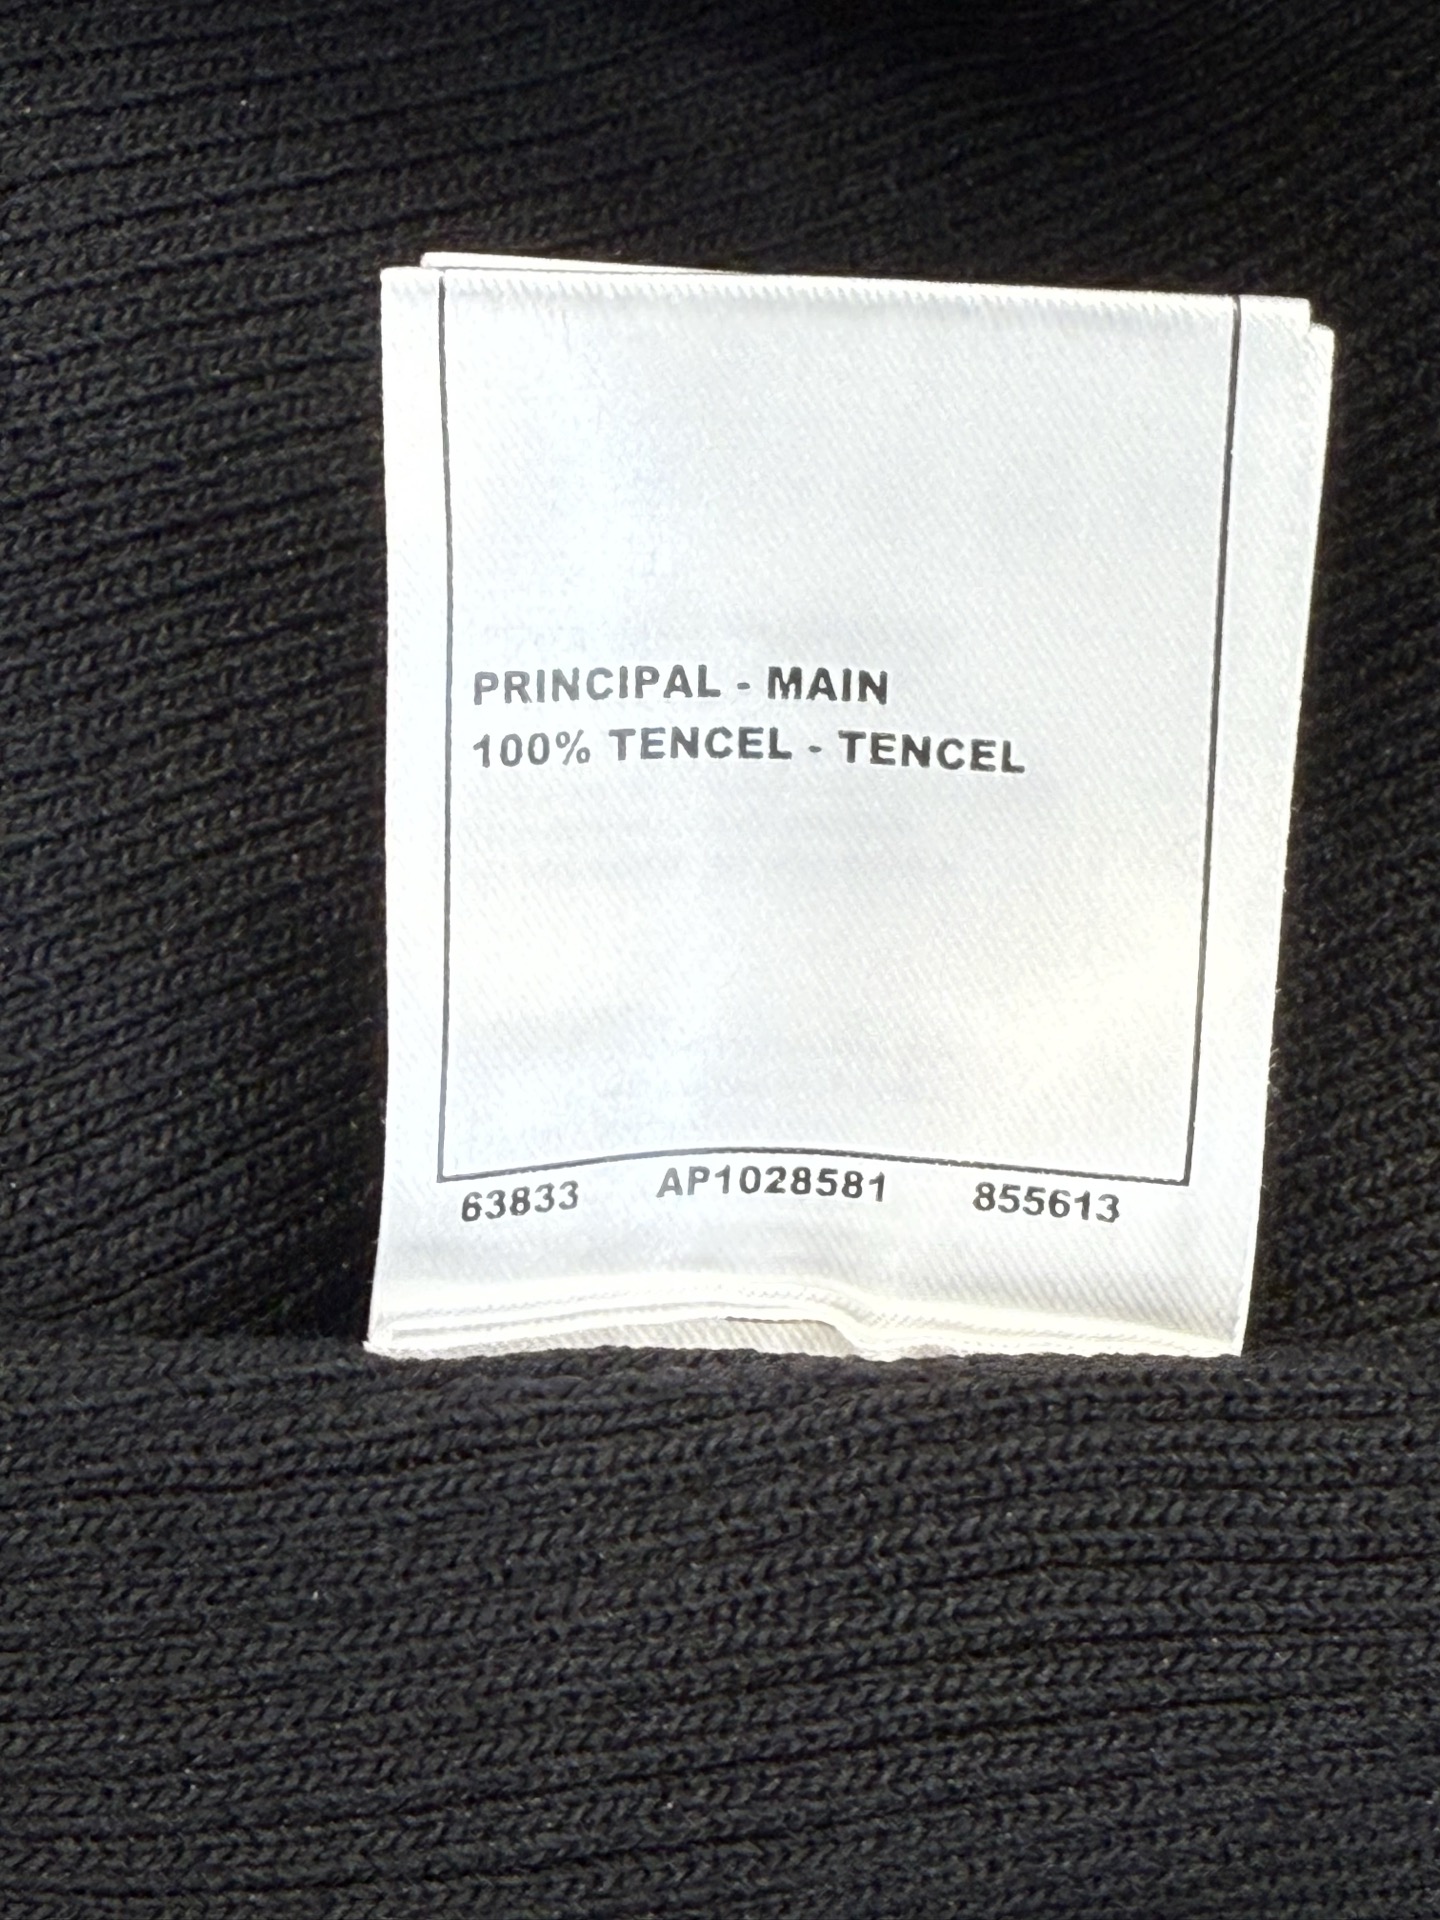 PRINCIPAL - MAIN
100% TENCEL - TENCEL
63833 AP1028581 855613